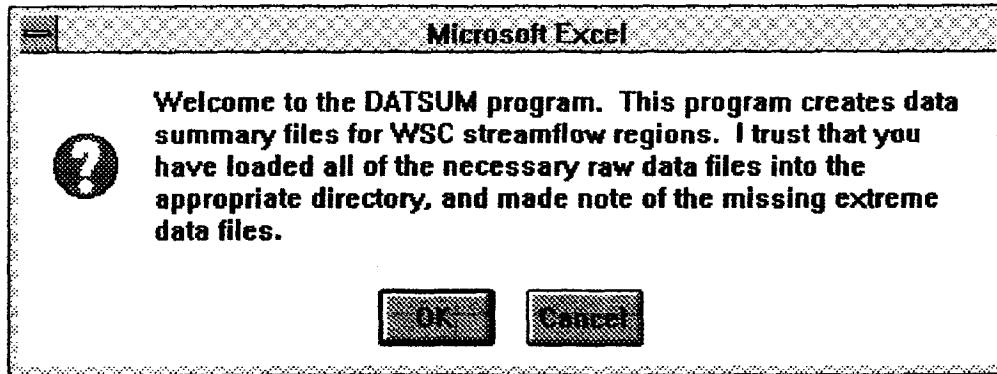 Microsoft Excel
Welcome to the DATSUM program. This program creates data
summary files for WSC streamflow regions. I trust that you
have loaded all of the necessary raw data files into the
appropriate directory, and made note of the missing extreme
data files.
OK
Cancel